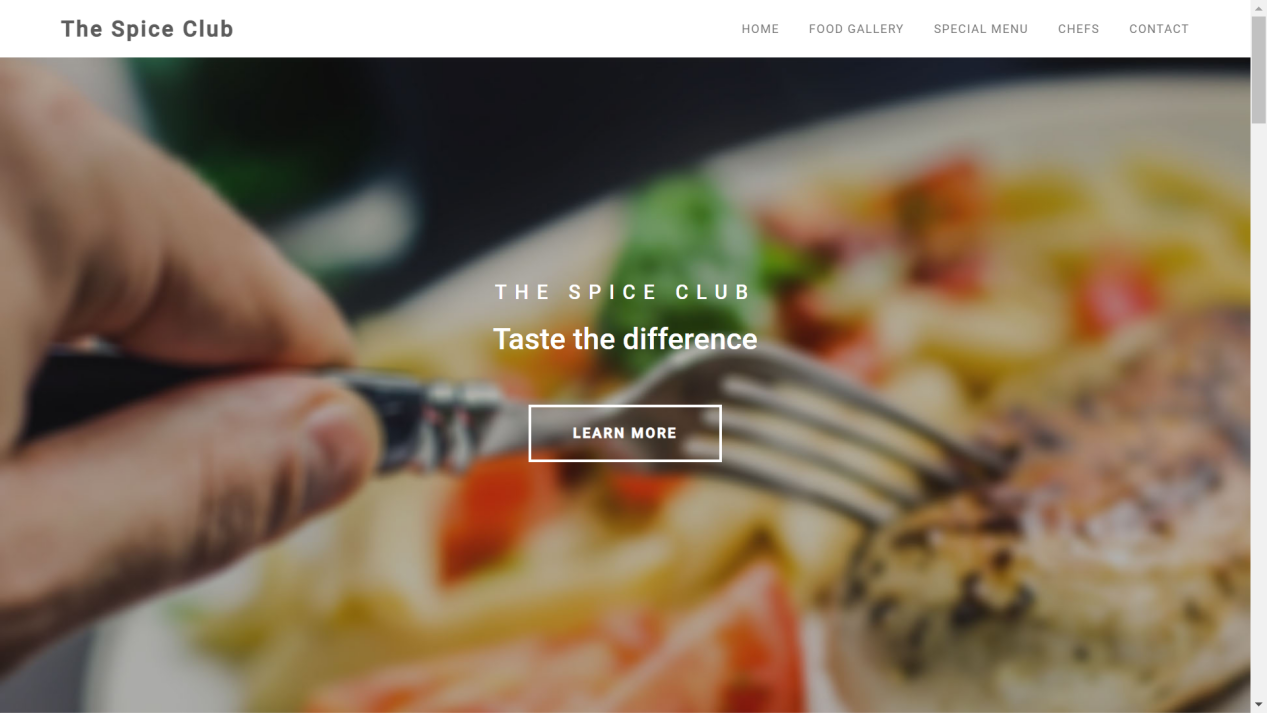 The Spice Club
HOME FOOD GALLERY SPECIAL MENU CHEFS CONTACT
THE SPICE CLUB
Taste the difference
LEARN MORE